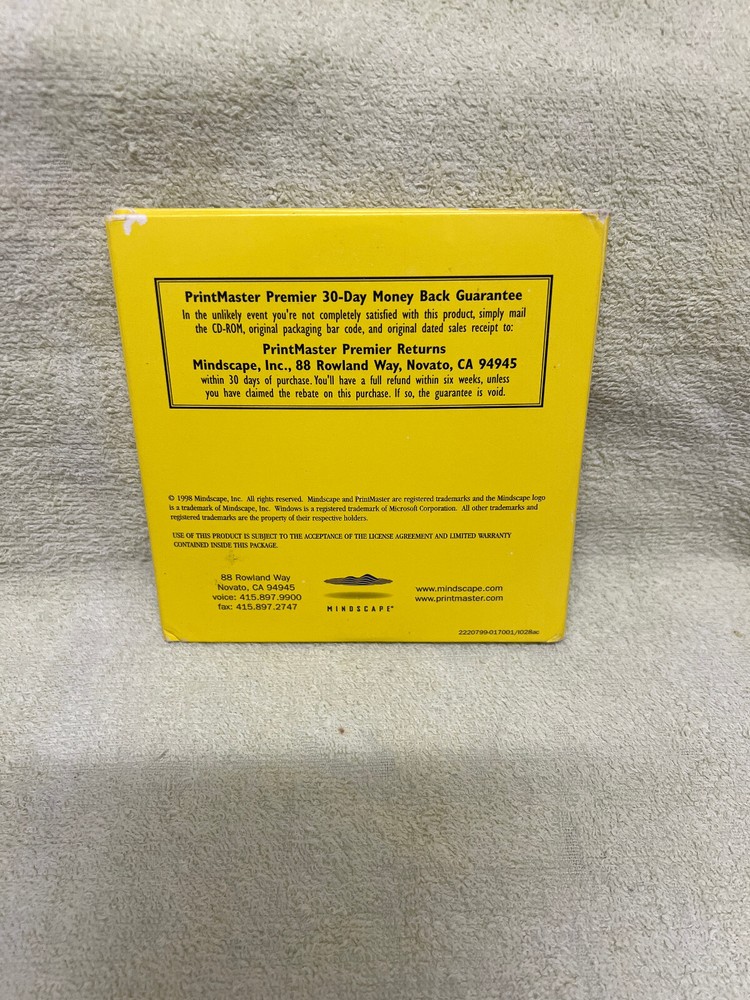 PrintMaster Premier 30-Day Money Back Guarantee
In the unlikely event you're not completely satisfied with this product, simply mail
the CD-ROM, original packaging bar code, and original dated sales receipt to:
PrintMaster Premier Returns
Mindscape, Inc., 88 Rowland Way, Novato, CA 94945
within 30 days of purchase. You'll have a full refund within six weeks, unless
you have claimed the rebate on this purchase. If so, the guarantee is void.
© 1998 Mindscape, Inc. All rights reserved. Mindscape and PrintMaster are registered trademarks and the Mindscape logo
is a trademark of Mindscape, Inc. Windows is a registered trademark of Microsoft Corporation. All other trademarks and
registered trademarks are the property of their respective holders.
USE OF THIS PRODUCT IS SUBJECT TO THE ACCEPTANCE OF THE LICENSE AGREEMENT AND LIMITED WARRANTY
CONTAINED INSIDE THIS PACKAGE.
88 Rowland Way
Novato, CA 94945
voice: 415.897.9900
fax: 415.897.2747
MINDSCAPE®
www.mindscape.com
www.printmaster.com
2220799-017001/I028ac